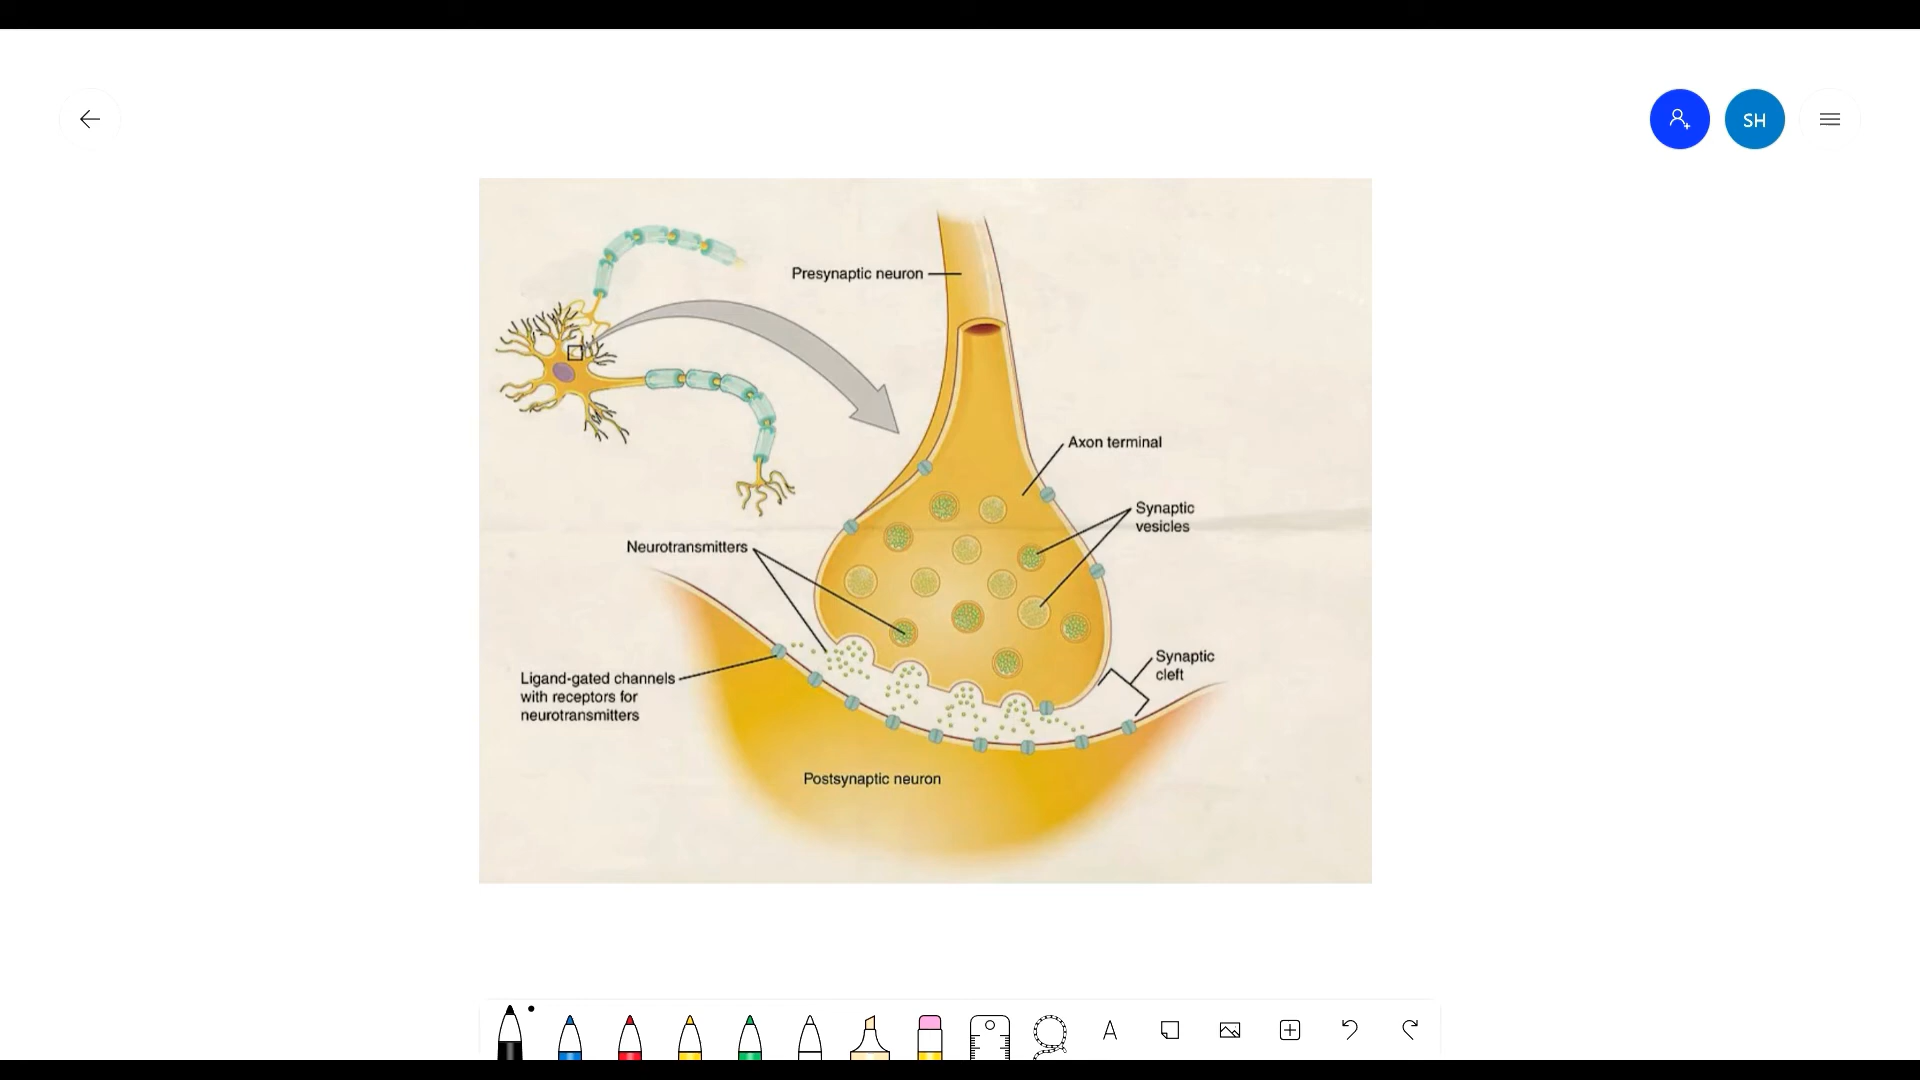 SH
Presynaptic neuron
Axon terminal
Synaptic
vesicles
Neurotransmitters
Synaptic
cleft
Ligand-gated channels
with receptors for
neurotransmitters
Postsynaptic neuron